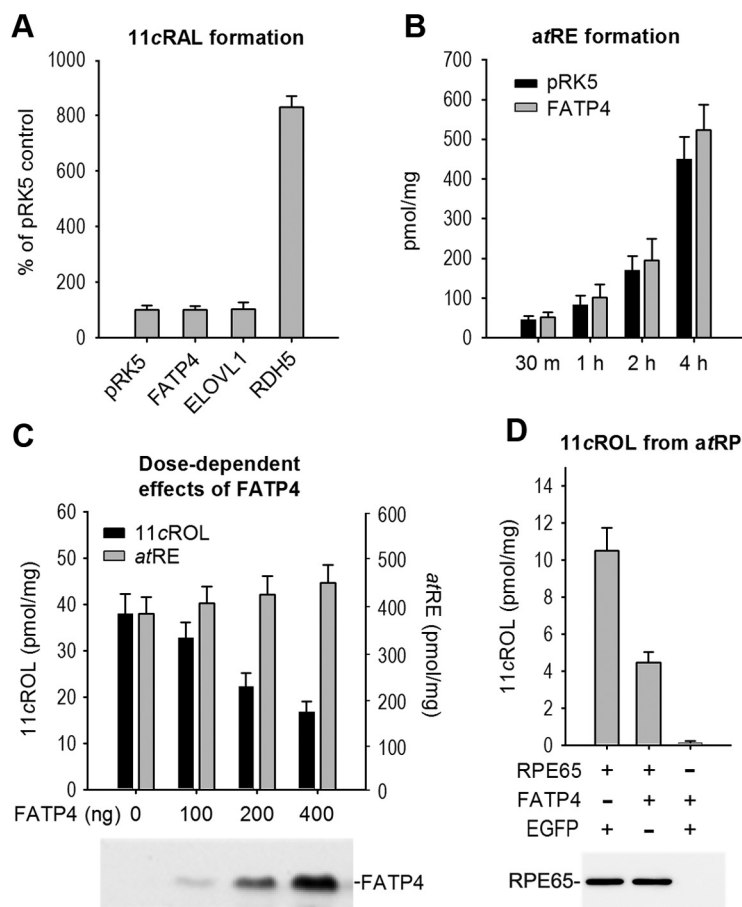 A
11cRAL formation
% of pRK5 control
1000
800
600
400
200
0
pRK5
FATP4
ELOVL1
RDH5
B
atRE formation
pmol/mg
700
600
500
400
300
200
100
0
pRK5
FATP4
30 m 1 h 2 h 4 h
C
Dose-dependent
effects of FATP4
11cROL (pmol/mg)
60
50
40
30
20
10
0
11cROL
atRE
600
500
400
300
200
100
0
atRE (pmol/mg)
FATP4 (ng) 0 100 200 400
-FATP4
D
11cROL from atRP
11cROL (pmol/mg)
14
12
10
8
6
4
2
0
RPE65 + + -
FATP4 - + +
EGFP + - +
RPE65-